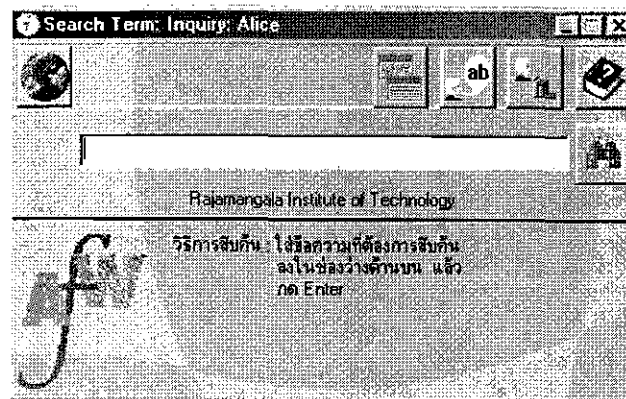 Search Term: Inquiry: Alice
ab
Rajamangala Institute of Technology
วิธีการสืบค้น : ใส่ข้อความที่ต้องการสืบค้น
ลงในช่องว่างด้านบน แล้ว
กด Enter